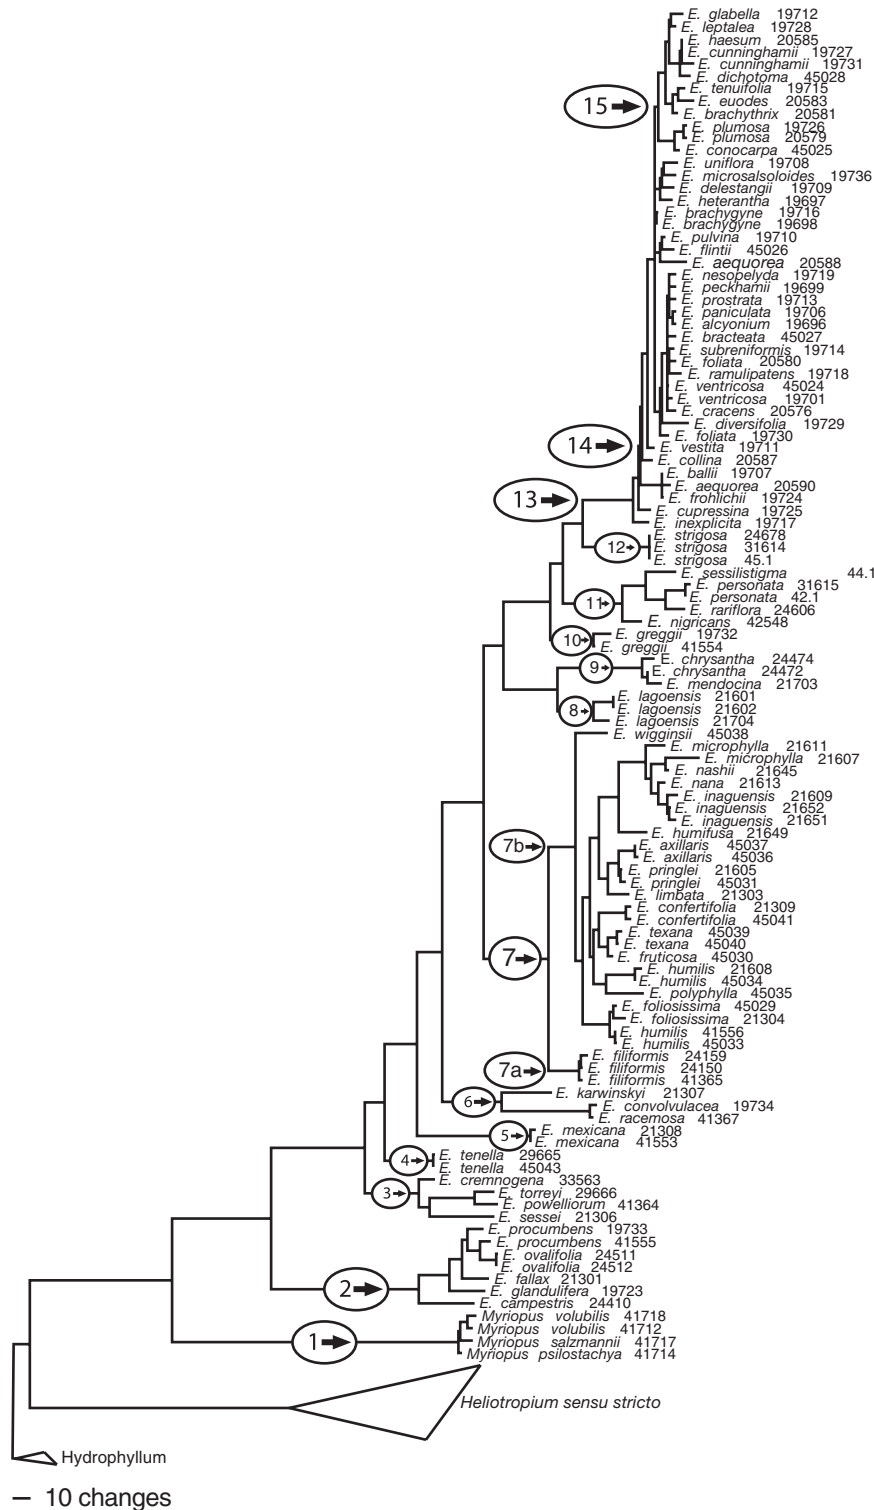 E. glabella 19712
E. leptalea 19728
E. haesum 20585
E. cunninghamii 19727
E. cunninghamii 19731
E. dichotoma 45028
E. tenuifolia 19715
15
E. euodes 20583
E. brachythrix 20581
E. plumosa 19726
E. plumosa 20579
E. conocarpa 45025
E. uniflora 19708
E. microsalsoloides 19736
E. delestangii 19709
E. heterantha 19697
E. brachygyne 19716
E. brachygyne 19698
E. pulvina 19710
E. flintii 45026
E. aequorea 20588
E. nesopelyda 19719
E. peckhamii 19699
E. prostrata 19713
E. paniculata 19706
E. alcyonium 19696
E. bracteata 45027
E. subreniformis 19714
E. foliata 20580
E. ramulipatens 19718
E. ventricosa 45024
E. ventricosa 19701
E. cracens 20576
E. diversifolia 19729
E. foliata 19730
14
E. vestita 19711
E. collina 20587
E. ballii 19707
E. aequorea 20590
13
E. frohlichii 19724
E. cupressina 19725
E. inexplicita 19717
E. strigosa 24678
12
E. strigosa 31614
E. strigosa 45.1
E. sessilistigma 44.1
E. personata 31615
E. personata 42.1
11
E. rariflora 24606
E. nigricans 42548
E. greggii 19732
10
E. greggii 41554
E. chrysantha 24474
9
E. chrysantha 24472
E. mendocina 21703
E. lagoensis 21601
8
E. lagoensis 21602
E. lagoensis 21704
E. wigginsii 45038
E. microphylla 21611
E. microphylla 21607
E. nashii 21645
E. nana 21613
E. inaguensis 21609
E. inaguensis 21652
E. inaguensis 21651
E. humifusa 21649
7b
E. axillaris 45037
E. axillaris 45036
E. pringlei 21605
E. pringlei 45031
E. limbata 21303
E. confertifolia 21309
E. confertifolia 45041
E. texana 45039
E. texana 45040
7
E. fruticosa 45030
E. humilis 21608
E. humilis 45034
E. polyphylla 45035
E. foliosissima 45029
E. foliosissima 21304
E. humilis 41556
E. humilis 45033
E. filiformis 24159
7a
E. filiformis 24150
E. filiformis 41365
E. karwinskyi 21307
6
E. convolvulacea 19734
E. racemosa 41367
5
E. mexicana 21308
E. mexicana 41553
4
E. tenella 29665
E. tenella 45043
E. cremnogena 33563
3
E. torreyi 29666
E. powelliorum 41364
E. sessei 21306
E. procumbens 19733
E. procumbens 41555
E. ovalifolia 24511
E. ovalifolia 24512
E. fallax 21301
2
E. glandulifera 19723
E. campestris 24410
Myriopus volubilis 41718
Myriopus volubilis 41712
1
Myriopus salzmannii 41717
Myriopus psilostachya 41714
Heliotropium sensu stricto
Hydrophyllum
10 changes